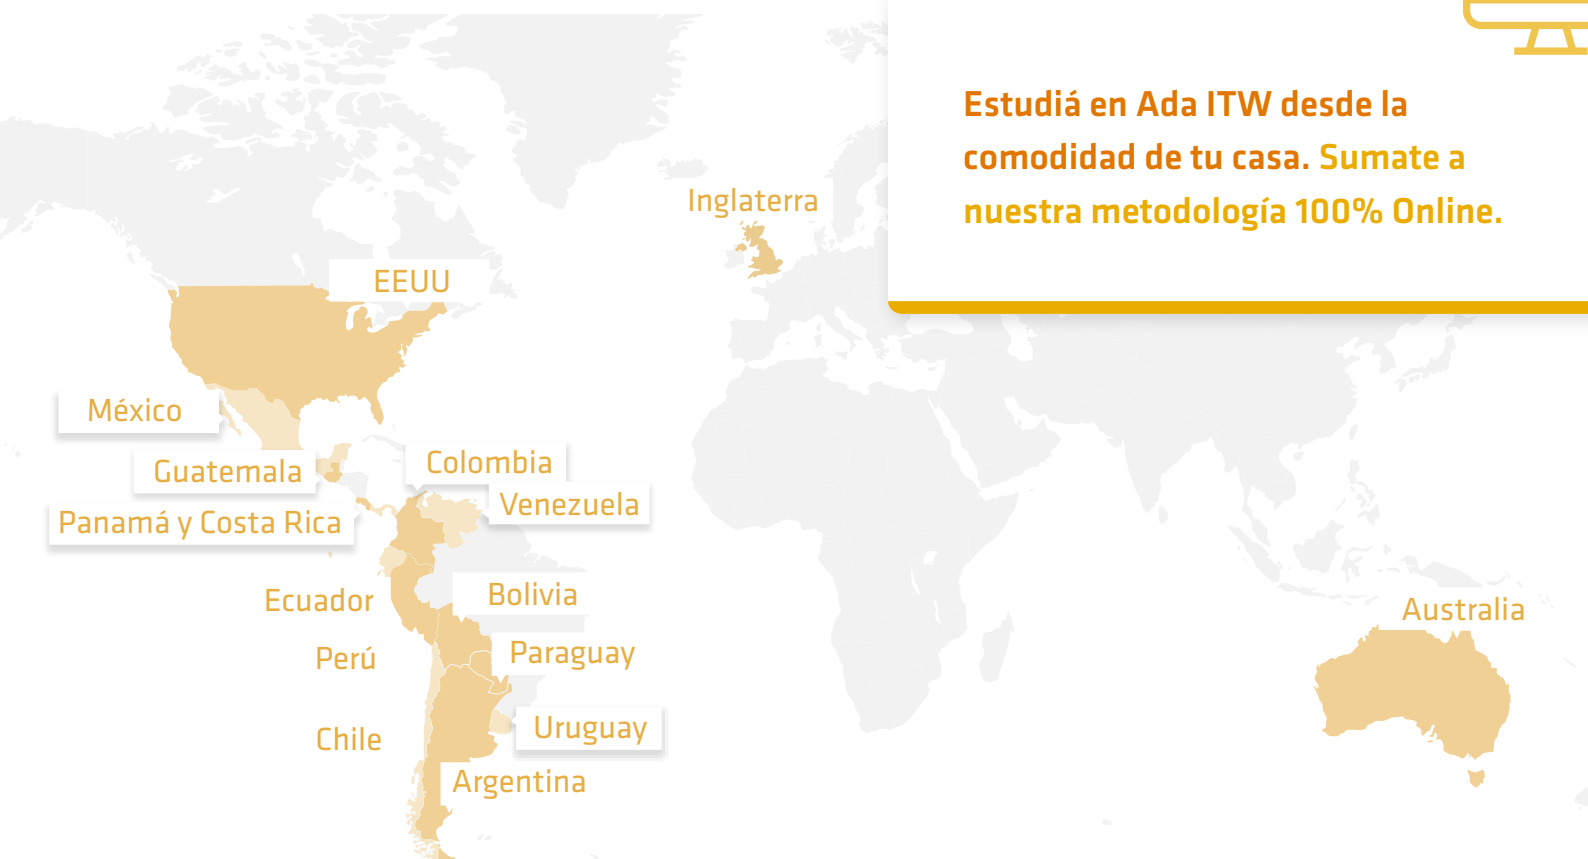 Estudiá en Ada ITW desde la
comodidad de tu casa. Sumate a
nuestra metodología 100% Online.
Inglaterra
EEUU
México
Guatemala
Colombia
Venezuela
Panamá y Costa Rica
Ecuador
Bolivia
Australia
Perú
Paraguay
Chile
Uruguay
Argentina